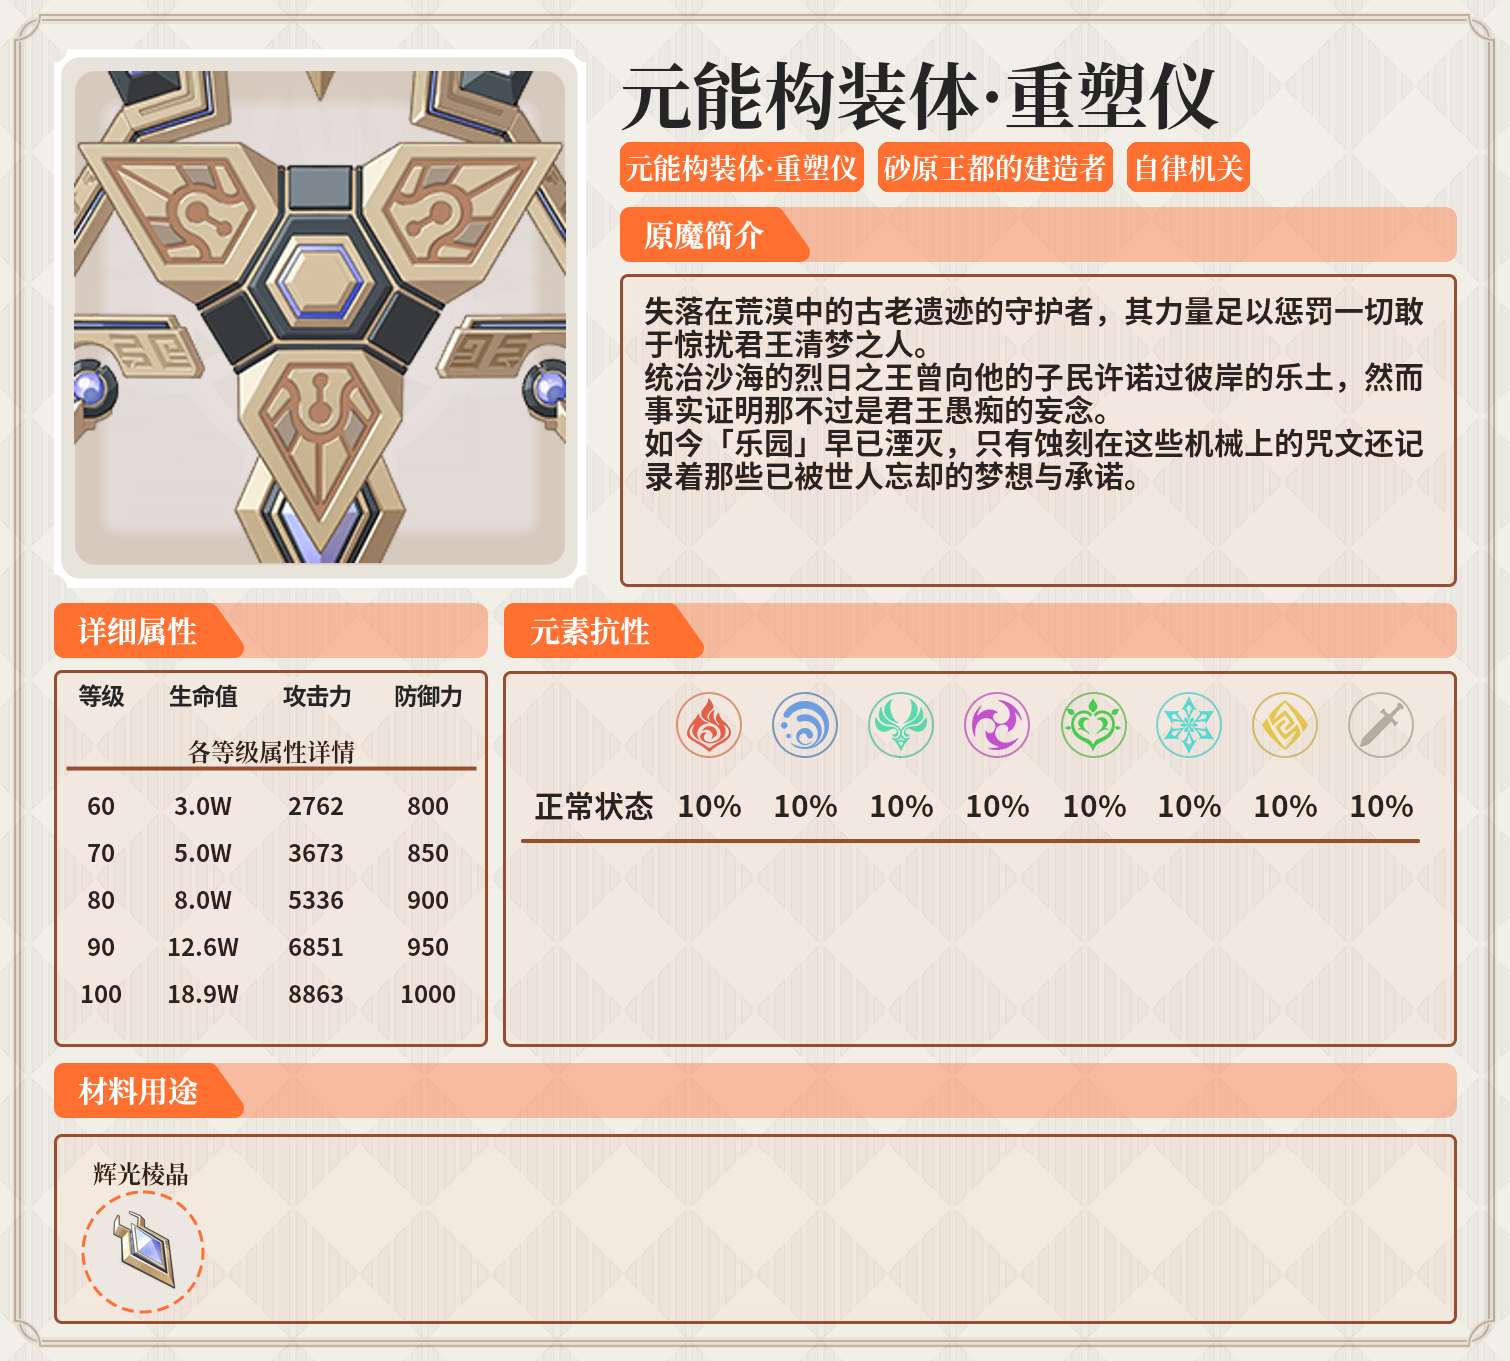 元能构装体·重塑仪
元能构装体·重塑仪 砂原王都的建造者 自律机关
原魔简介
失落在荒漠中的古老遗迹的守护者，其力量足以惩罚一切敢
于惊扰君王清梦之人。
统治沙海的烈日之王曾向他的子民许诺过彼岸的乐土，然而
事实证明那不过是君王愚痴的妄念。
如今「乐园」早已湮灭，只有蚀刻在这些机械上的咒文还记
录着那些已被世人忘却的梦想与承诺。
详细属性
等级 生命值 攻击力 防御力
各等级属性详情
60 3.0W 2762 800
70 5.0W 3673 850
80 8.0W 5336 900
90 12.6W 6851 950
100 18.9W 8863 1000
元素抗性
正常状态 10% 10% 10% 10% 10% 10% 10% 10%
材料用途
辉光棱晶